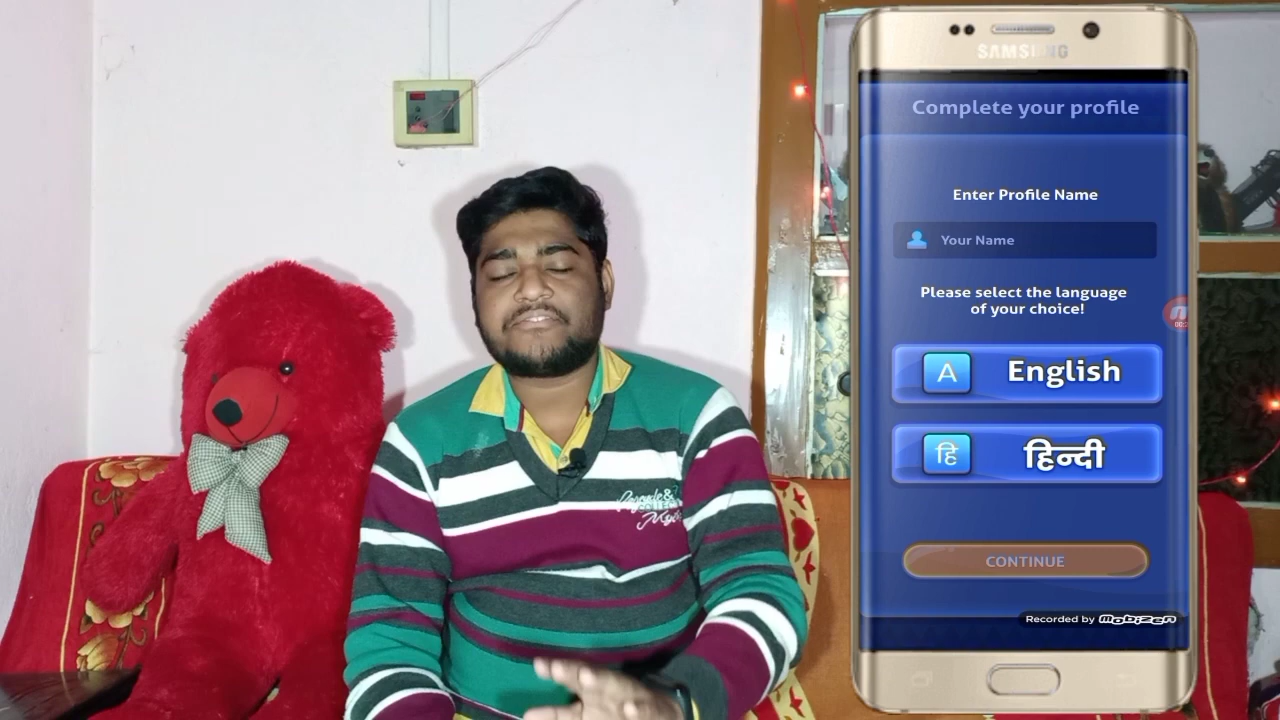 SAMSUNG
Complete your profile
Enter Profile Name
Your Name
Please select the language
of your choice!
A
English
हि
हिन्दी
CONTINUE
Recorded by Mobizen